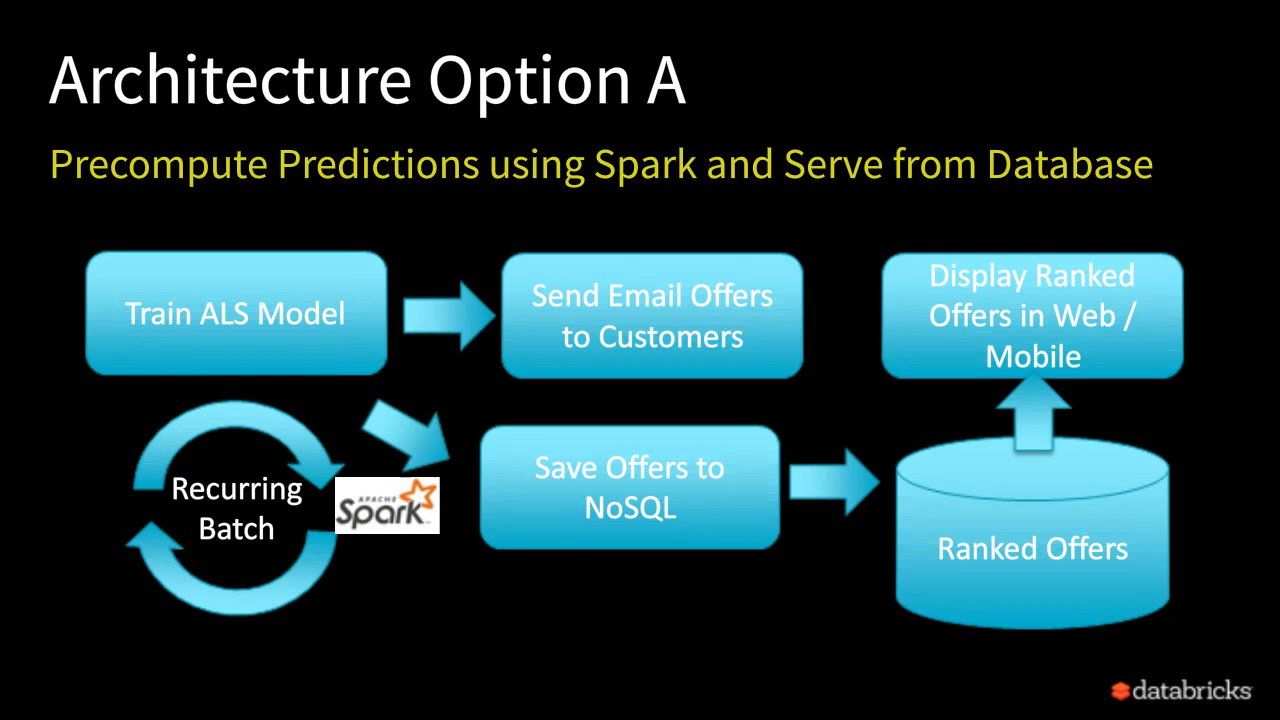 Architecture Option A
Precompute Predictions using Spark and Serve from Database
Train ALS Model
Send Email Offers
to Customers
Display Ranked
Offers in Web /
Mobile
Recurring
Batch
APACHE
Spark™
Save Offers to
NoSQL
Ranked Offers
databricks